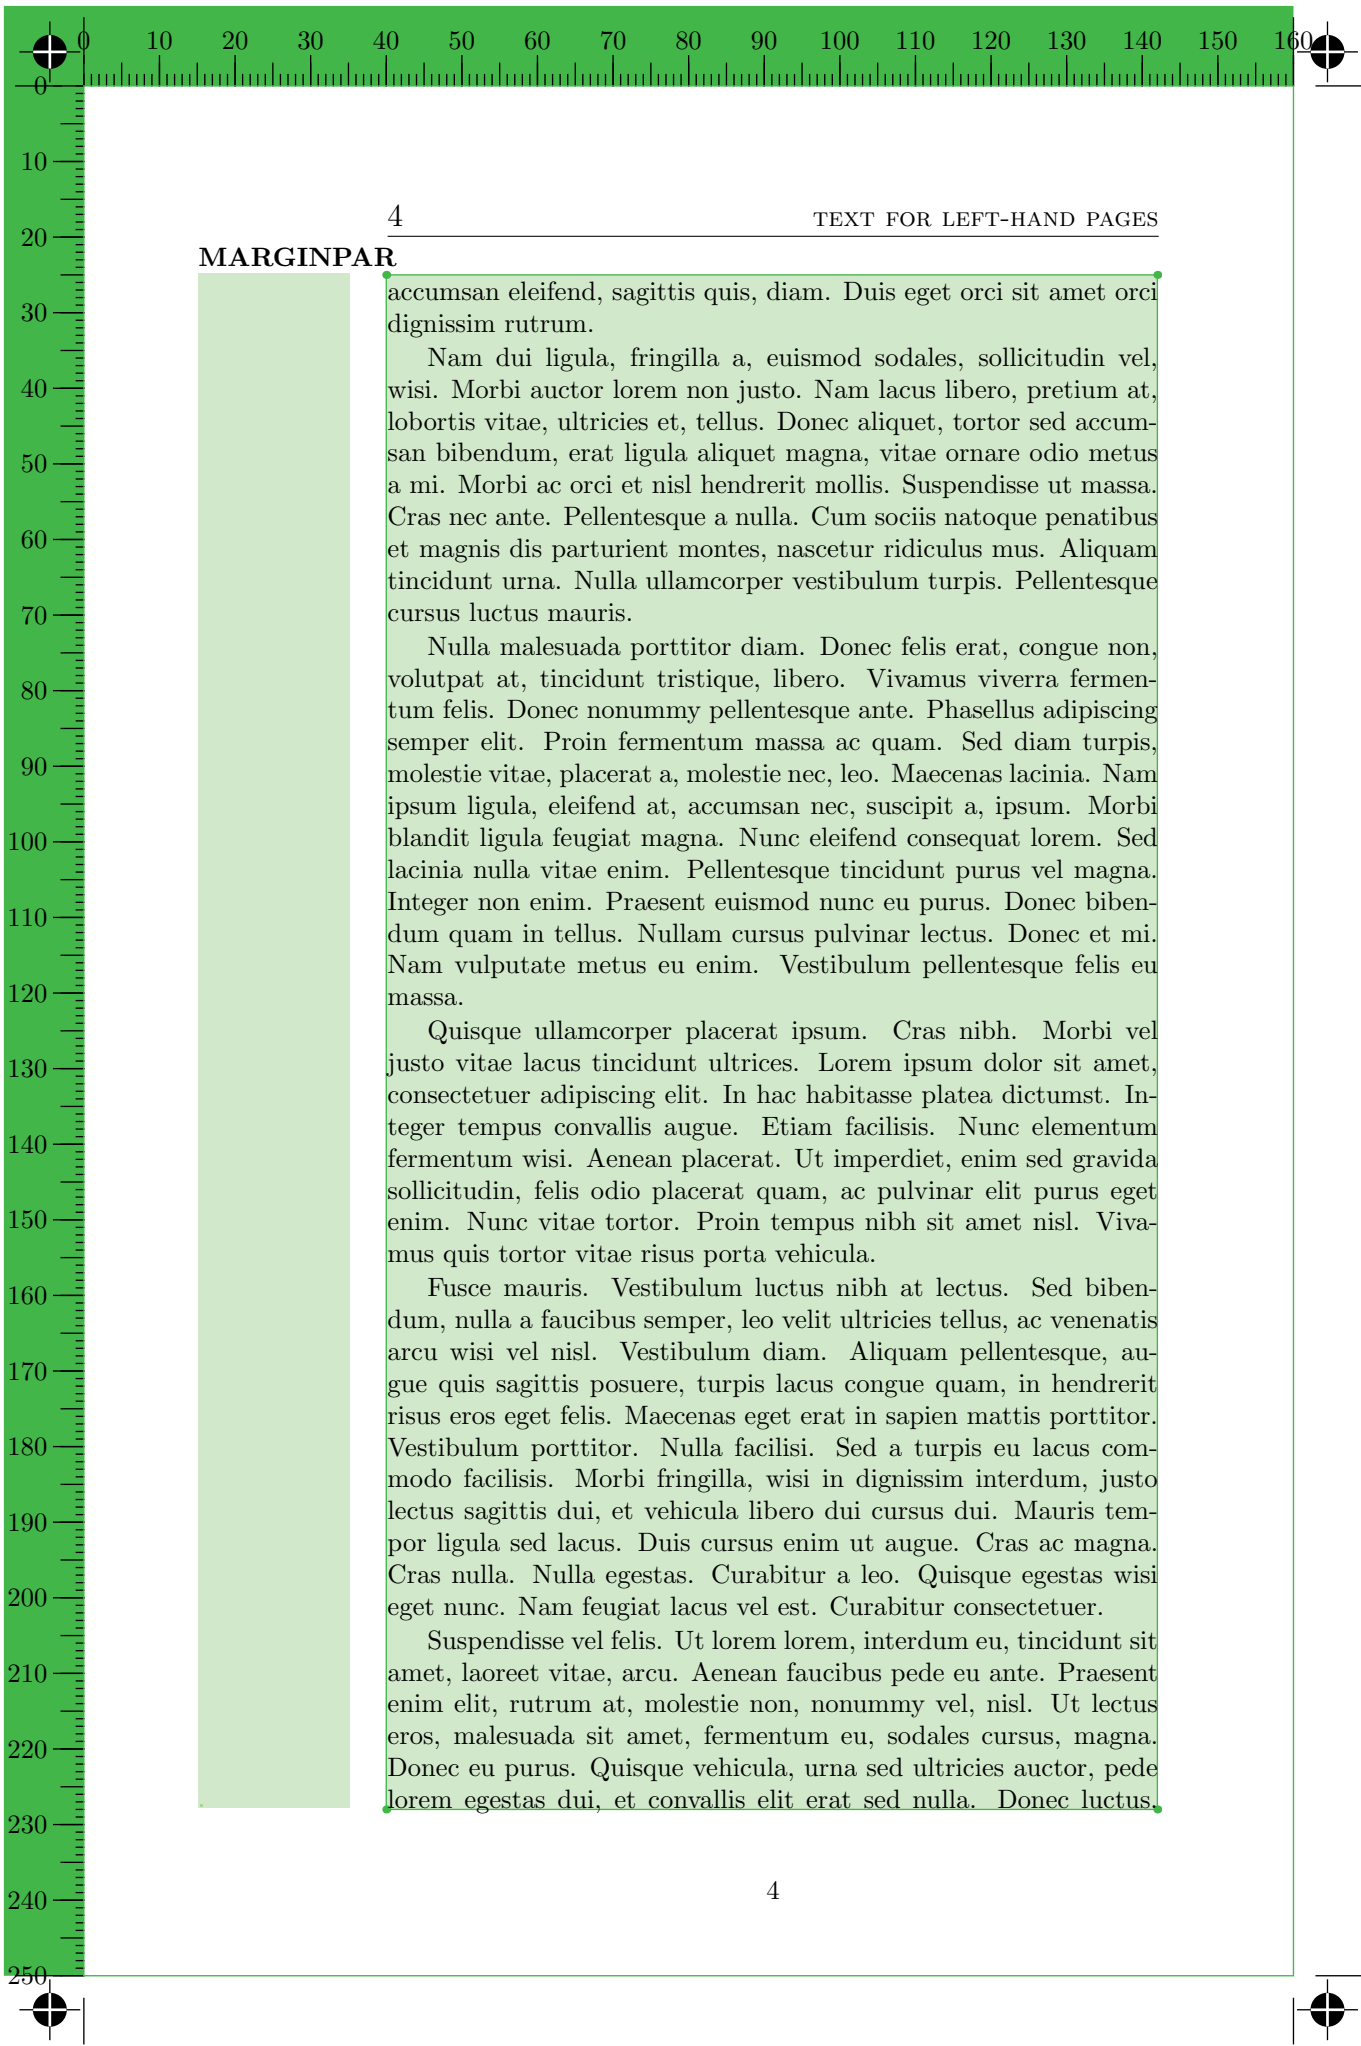 0 10 20 30 40 50 60 70 80 90 100 110 120 130 140 150 160
0
10
20
30
40
50
60
70
80
90
100
110
120
130
140
150
160
170
180
190
200
210
220
230
240
250
4 TEXT FOR LEFT-HAND PAGES
MARGINPAR
accumsan eleifend, sagittis quis, diam. Duis eget orci sit amet orci
dignissim rutrum.
Nam dui ligula, fringilla a, euismod sodales, sollicitudin vel,
wisi. Morbi auctor lorem non justo. Nam lacus libero, pretium at,
lobortis vitae, ultricies et, tellus. Donec aliquet, tortor sed accum-
san bibendum, erat ligula aliquet magna, vitae ornare odio metus
a mi. Morbi ac orci et nisl hendrerit mollis. Suspendisse ut massa.
Cras nec ante. Pellentesque a nulla. Cum sociis natoque penatibus
et magnis dis parturient montes, nascetur ridiculus mus. Aliquam
tincidunt urna. Nulla ullamcorper vestibulum turpis. Pellentesque
cursus luctus mauris.
Nulla malesuada porttitor diam. Donec felis erat, congue non,
volutpat at, tincidunt tristique, libero. Vivamus viverra fermen-
tum felis. Donec nonummy pellentesque ante. Phasellus adipiscing
semper elit. Proin fermentum massa ac quam. Sed diam turpis,
molestie vitae, placerat a, molestie nec, leo. Maecenas lacinia. Nam
ipsum ligula, eleifend at, accumsan nec, suscipit a, ipsum. Morbi
blandit ligula feugiat magna. Nunc eleifend consequat lorem. Sed
lacinia nulla vitae enim. Pellentesque tincidunt purus vel magna.
Integer non enim. Praesent euismod nunc eu purus. Donec biben-
dum quam in tellus. Nullam cursus pulvinar lectus. Donec et mi.
Nam vulputate metus eu enim. Vestibulum pellentesque felis eu
massa.
Quisque ullamcorper placerat ipsum. Cras nibh. Morbi vel
justo vitae lacus tincidunt ultrices. Lorem ipsum dolor sit amet,
consectetuer adipiscing elit. In hac habitasse platea dictumst. In-
teger tempus convallis augue. Etiam facilisis. Nunc elementum
fermentum wisi. Aenean placerat. Ut imperdiet, enim sed gravida
sollicitudin, felis odio placerat quam, ac pulvinar elit purus eget
enim. Nunc vitae tortor. Proin tempus nibh sit amet nisl. Viva-
mus quis tortor vitae risus porta vehicula.
Fusce mauris. Vestibulum luctus nibh at lectus. Sed biben-
dum, nulla a faucibus semper, leo velit ultricies tellus, ac venenatis
arcu wisi vel nisl. Vestibulum diam. Aliquam pellentesque, au-
gue quis sagittis posuere, turpis lacus congue quam, in hendrerit
risus eros eget felis. Maecenas eget erat in sapien mattis porttitor.
Vestibulum porttitor. Nulla facilisi. Sed a turpis eu lacus com-
modo facilisis. Morbi fringilla, wisi in dignissim interdum, justo
lectus sagittis dui, et vehicula libero dui cursus dui. Mauris tem-
por ligula sed lacus. Duis cursus enim ut augue. Cras ac magna.
Cras nulla. Nulla egestas. Curabitur a leo. Quisque egestas wisi
eget nunc. Nam feugiat lacus vel est. Curabitur consectetuer.
Suspendisse vel felis. Ut lorem lorem, interdum eu, tincidunt sit
amet, laoreet vitae, arcu. Aenean faucibus pede eu ante. Praesent
enim elit, rutrum at, molestie non, nonummy vel, nisl. Ut lectus
eros, malesuada sit amet, fermentum eu, sodales cursus, magna.
Donec eu purus. Quisque vehicula, urna sed ultricies auctor, pede
lorem egestas dui, et convallis elit erat sed nulla. Donec luctus.
4